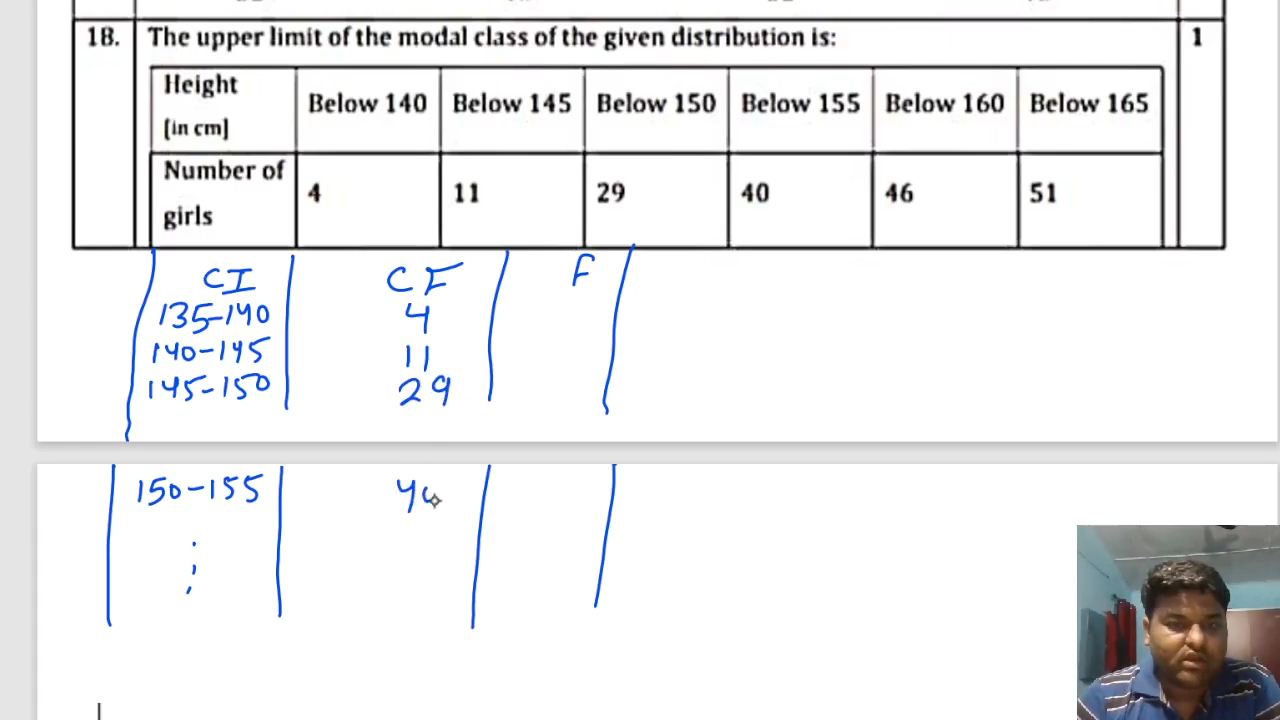 18. The upper limit of the modal class of the given distribution is: 1
Height (in cm) Below 140 Below 145 Below 150 Below 155 Below 160 Below 165
Number of girls 4 11 29 40 46 51
CI CF F
135-140 4
140-145 11
145-150 29
150-155 40